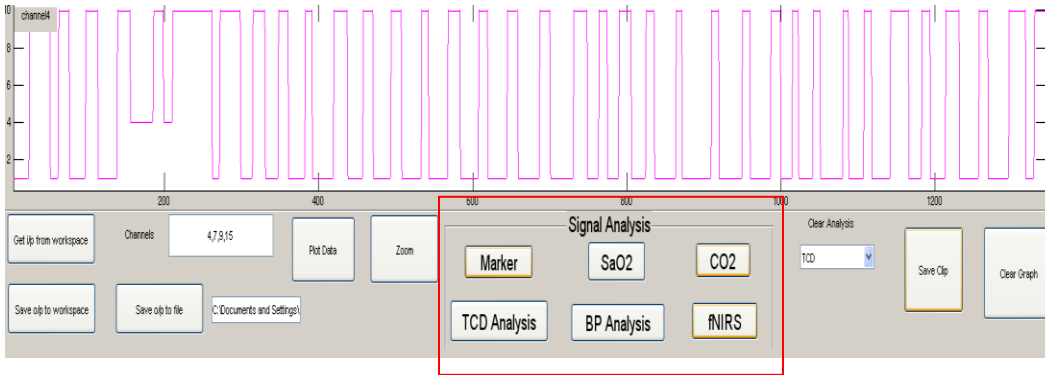 10
channel4
8
6
4
2
200 400 600 800 1000 1200
Signal Analysis
Get i/p from workspace
Channels
4,7,9,15
Plot Data
Zoom
Marker
SaO2
CO2
Clear Analysis
TCD
Save Clip
Clear Graph
Save o/p to workspace
Save o/p to file
C:\Documents and Settings\
TCD Analysis
BP Analysis
fNIRS